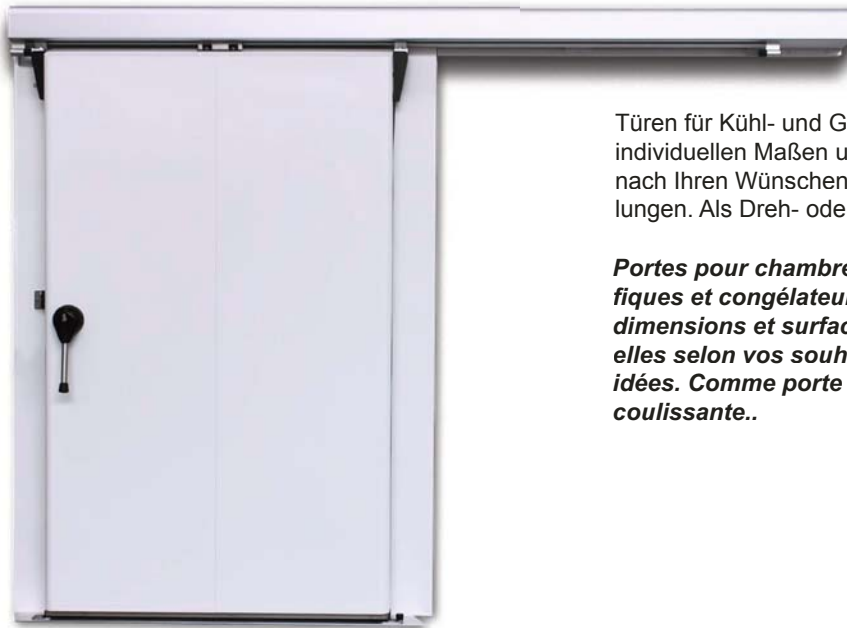 Türen für Kühl- und G
individuellen Maßen u
nach Ihren Wünschen
lungen. Als Dreh- ode
Portes pour chambre
fiques et congélateu
dimensions et surfac
elles selon vos souh
idées. Comme porte
coulissante..